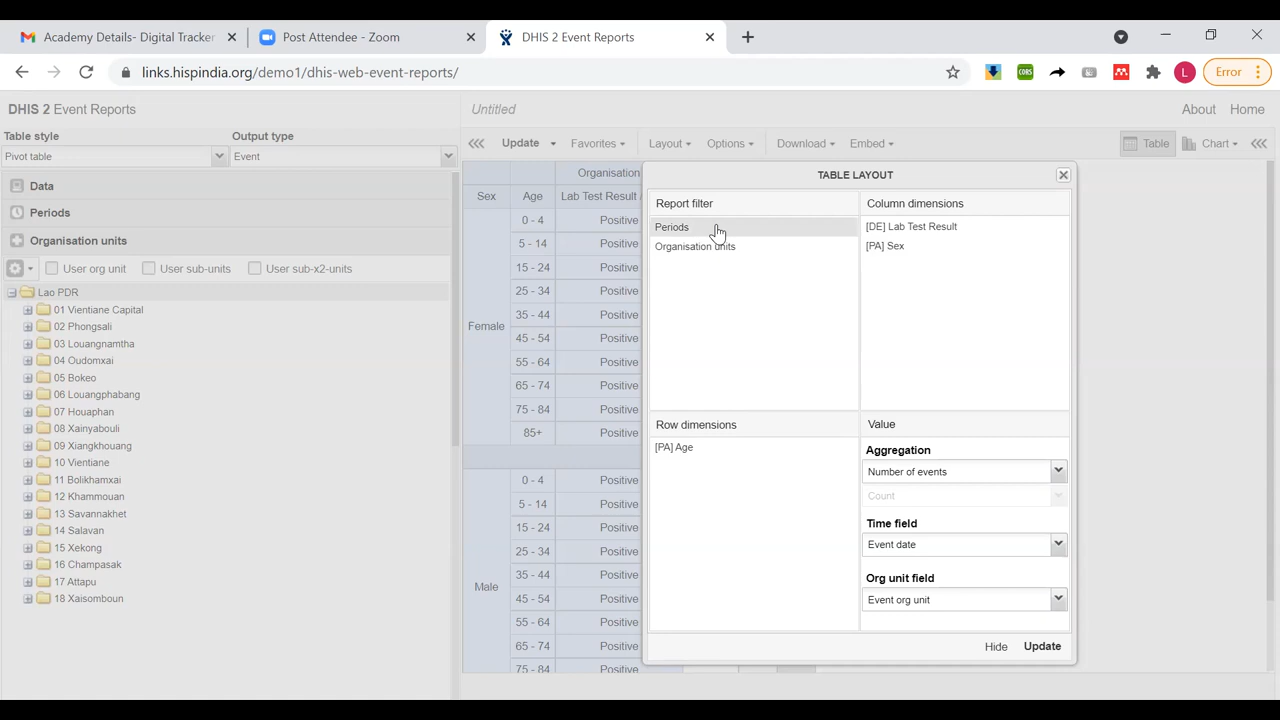 Academy Details- Digital Tracker
Post Attendee - Zoom
DHIS 2 Event Reports
links.hispindia.org/demo1/dhis-web-event-reports/
CORS
L
Error
DHIS 2 Event Reports
Untitled
About
Home
Table style
Output type
Pivot table
Event
Update
Favorites
Layout
Options
Download
Embed
Table
Chart
Data
Periods
Organisation units
User org unit
User sub-units
User sub-x2-units
Lao PDR
01 Vientiane Capital
02 Phongsali
03 Louangnamtha
04 Oudomxai
05 Bokeo
06 Louangphabang
07 Houaphan
08 Xainyabouli
09 Xiangkhouang
10 Vientiane
11 Bolikhamxai
12 Khammouan
13 Savannakhet
14 Salavan
15 Xekong
16 Champasak
17 Attapu
18 Xaisomboun
Organisation
Sex Age Lab Test Result /
0 - 4 Positive
5 - 14 Positive
15 - 24 Positive
25 - 34 Positive
Female 35 - 44 Positive
45 - 54 Positive
55 - 64 Positive
65 - 74 Positive
75 - 84 Positive
85+ Positive
0 - 4 Positive
5 - 14 Positive
15 - 24 Positive
25 - 34 Positive
Male 35 - 44 Positive
45 - 54 Positive
55 - 64 Positive
65 - 74 Positive
75 - 84 Positive
TABLE LAYOUT
Report filter
Periods
Organisation units
Column dimensions
[DE] Lab Test Result
[PA] Sex
Row dimensions
[PA] Age
Value
Aggregation
Number of events
Count
Time field
Event date
Org unit field
Event org unit
Hide
Update